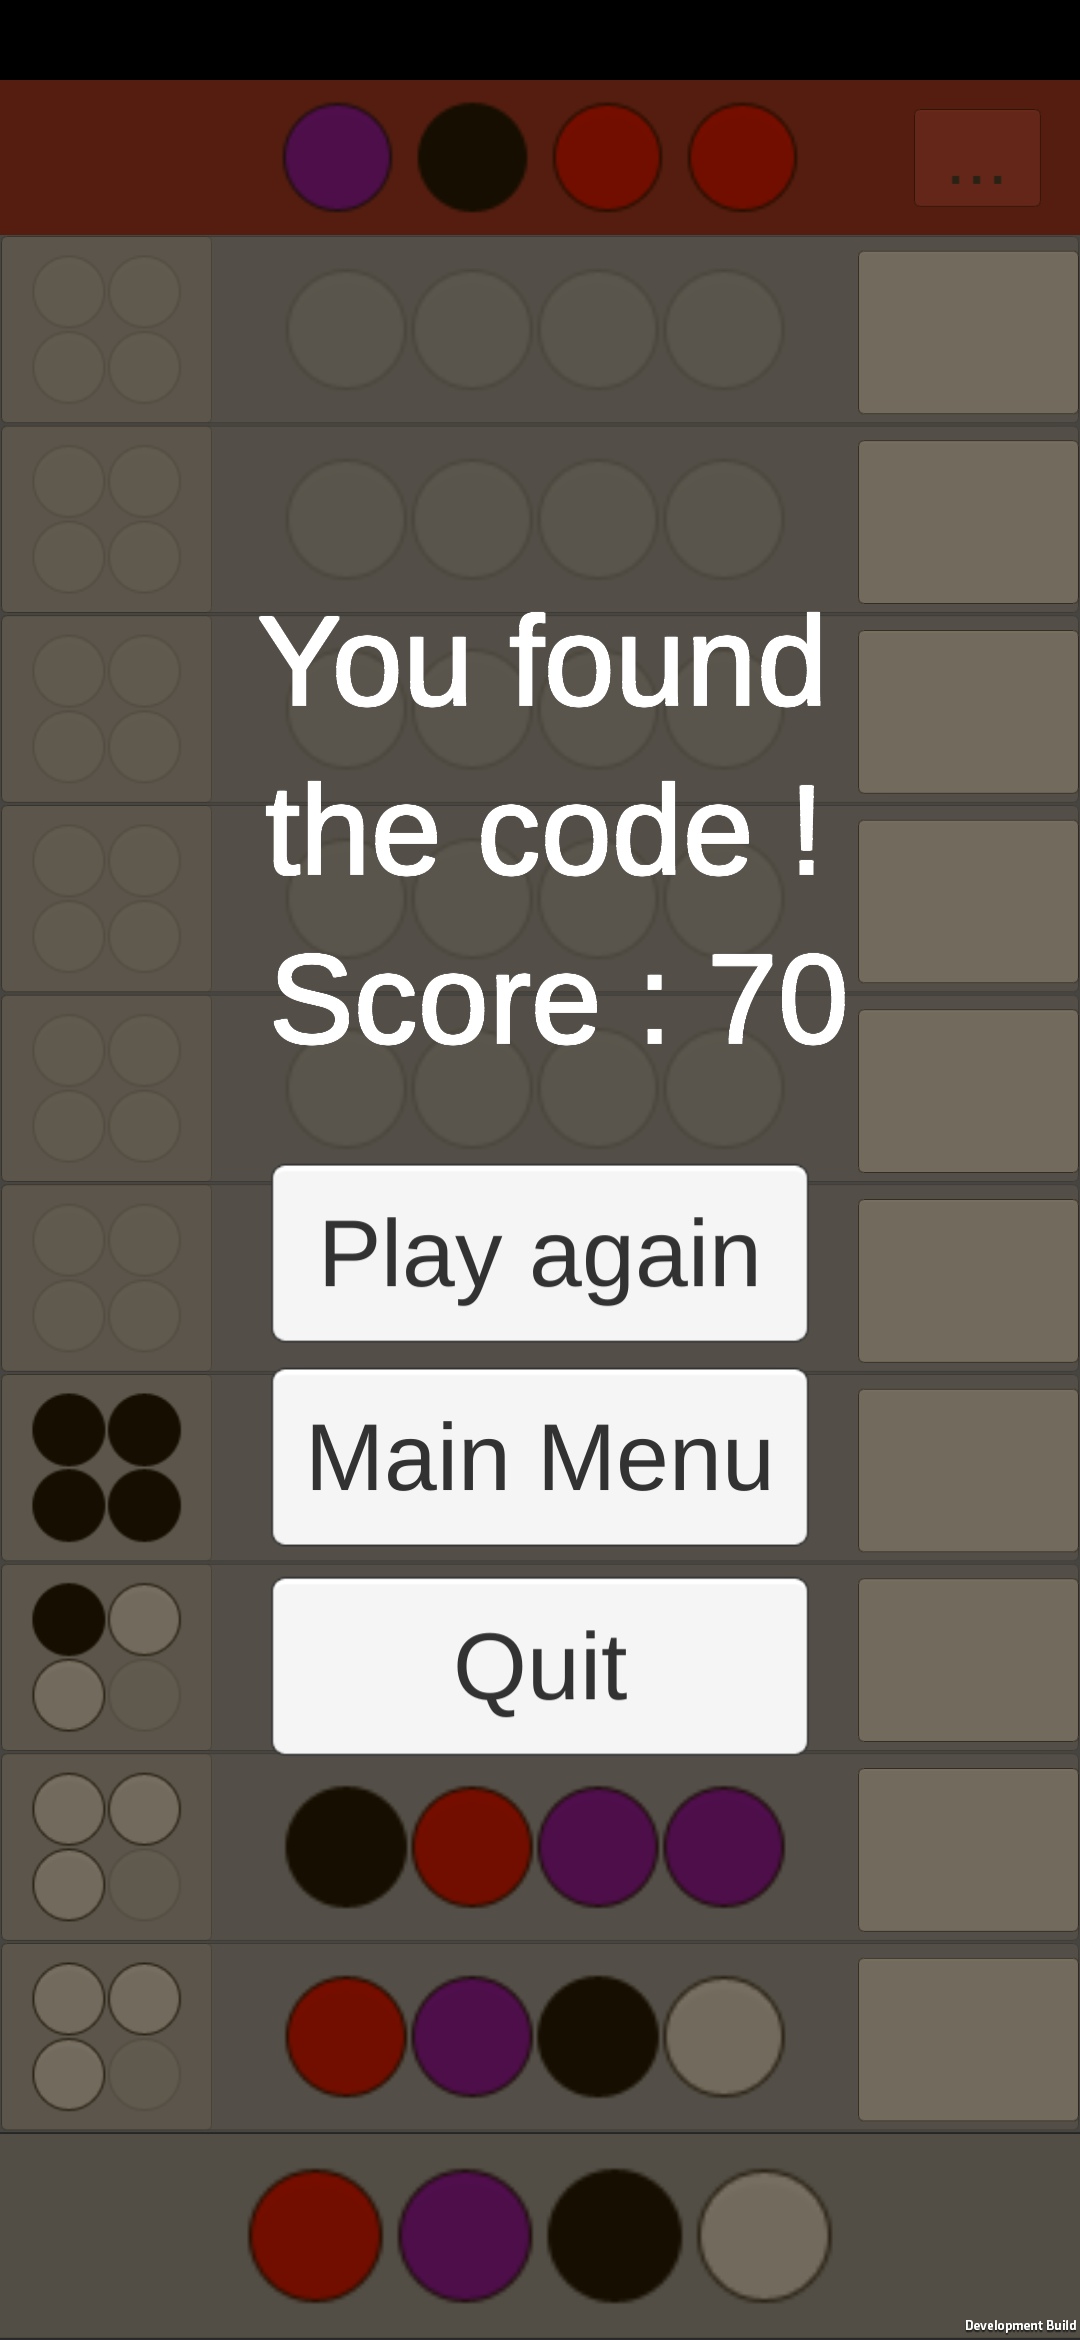 ...
You found
the code !
Score : 70
Play again
Main Menu
Quit
Development Build